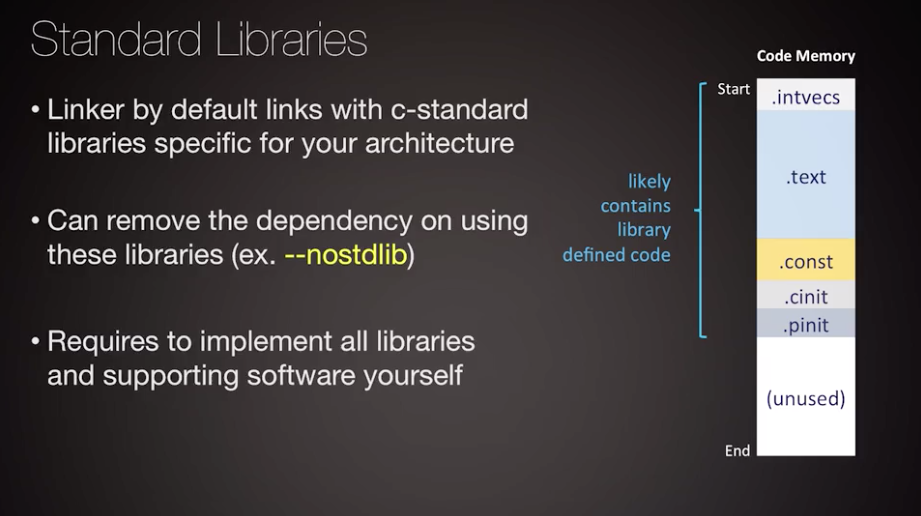 Standard Libraries
• Linker by default links with c-standard
libraries specific for your architecture
• Can remove the dependency on using
these libraries (ex. --nostdlib)
• Requires to implement all libraries
and supporting software yourself
Code Memory
Start
.intvecs
.text
likely
contains
library
defined code
.const
.cinit
.pinit
(unused)
End